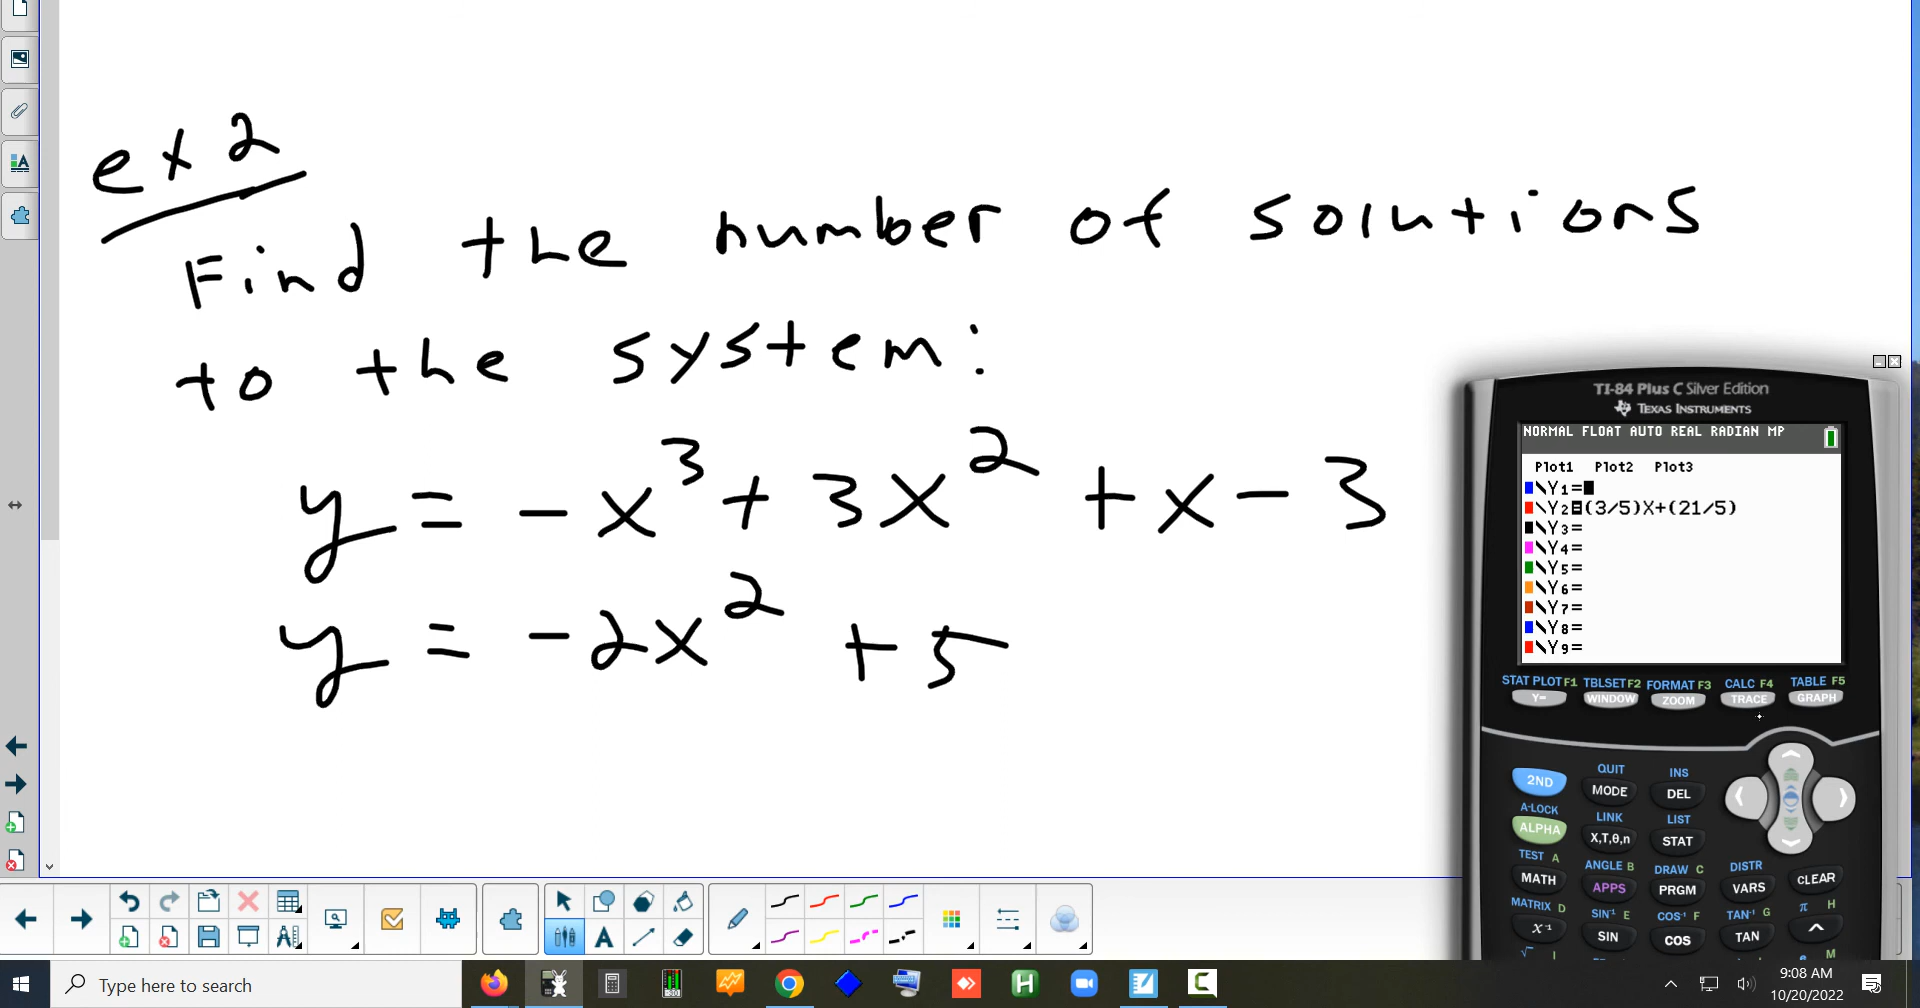 ex 2
Find the number of solutions
to the system:
y = -x³ + 3x² + x - 3
y = -2x² + 5
TI-84 Plus C Silver Edition
TEXAS INSTRUMENTS
NORMAL FLOAT AUTO REAL RADIAN MP
Plot1 Plot2 Plot3
\Y1=
\Y2=(3/5)X+(21/5)
\Y3=
\Y4=
\Y5=
\Y6=
\Y7=
\Y8=
\Y9=
STAT PLOT F1 TBLSET F2 FORMAT F3 CALC F4 TABLE F5
Y= WINDOW ZOOM TRACE GRAPH
QUIT INS
2ND MODE DEL
A-LOCK LINK LIST
ALPHA X,T,θ,n STAT
TEST A ANGLE B DRAW C DISTR
MATH APPS PRGM VARS CLEAR
MATRIX D SIN⁻¹ E COS⁻¹ F TAN⁻¹ G π H
X⁻¹ SIN COS TAN ^
Type here to search
9:08 AM
10/20/2022